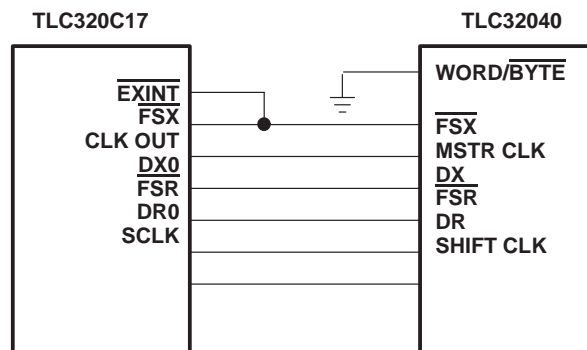 TLC320C17
TLC32040
EXINT
FSX
CLK OUT
DX0
FSR
DR0
SCLK
WORD/BYTE
FSX
MSTR CLK
DX
FSR
DR
SHIFT CLK